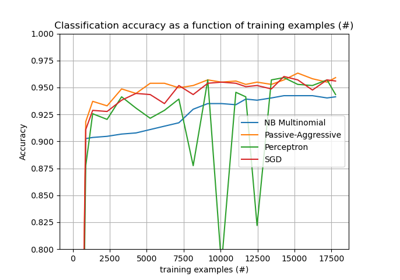 Classification accuracy as a function of training examples (#)
1.000
0.975
0.950
0.925
0.900
0.875
0.850
0.825
0.800
Accuracy
NB Multinomial
Passive-Aggressive
Perceptron
SGD
0 2500 5000 7500 10000 12500 15000 17500
training examples (#)